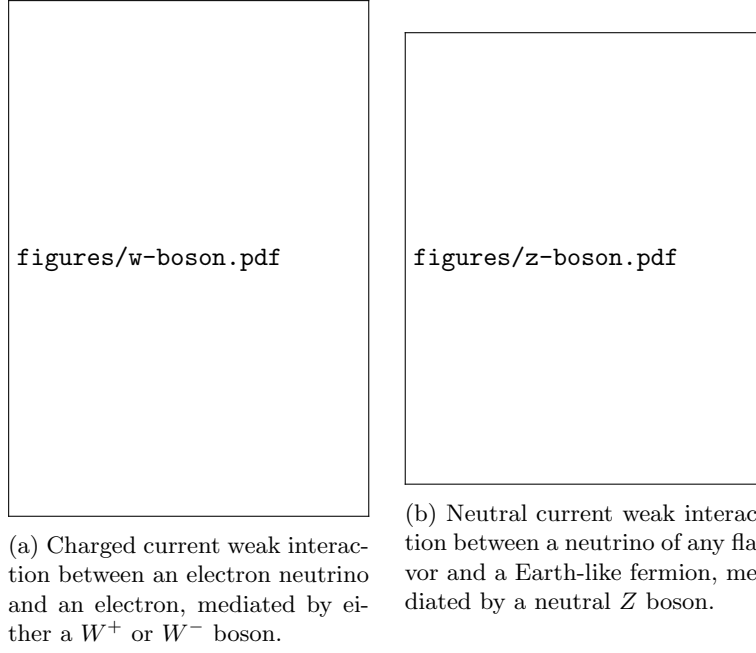 figures/w-boson.pdf
(a) Charged current weak interac-
tion between an electron neutrino
and an electron, mediated by ei-
ther a W⁺ or W⁻ boson.
figures/z-boson.pdf
(b) Neutral current weak interac
tion between a neutrino of any fla
vor and a Earth-like fermion, me
diated by a neutral Z boson.